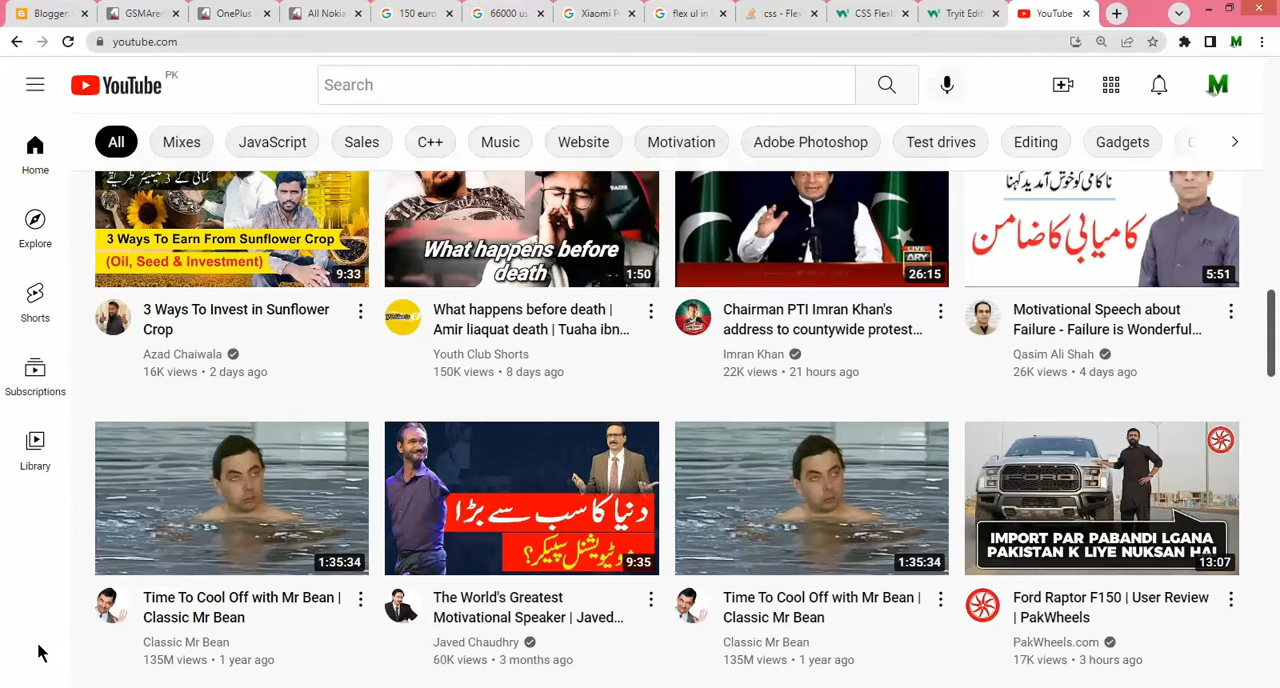 Blogger:
GSMAren
OnePlus
All Nokia
150 euro
66000 us
Xiaomi P
flex ul in
css - Flex
CSS Flexb
Tryit Edit
YouTube
youtube.com
YouTube PK
Search
All
Mixes
JavaScript
Sales
C++
Music
Website
Motivation
Adobe Photoshop
Test drives
Editing
Gadgets
Home
Explore
Shorts
Subscriptions
Library
کمائی کے 3 طریقے
3 Ways To Earn From Sunflower Crop
(Oil, Seed & Investment)
9:33
What happens before
death
1:50
LIVE
ARY
26:15
ناکامی کو خوش آمدید کہنا
کامیابی کا ضامن
5:51
3 Ways To Invest in Sunflower
Crop
Azad Chaiwala
16K views • 2 days ago
What happens before death |
Amir liaquat death | Tuaha ibn...
Youth Club Shorts
150K views • 8 days ago
Chairman PTI Imran Khan's
address to countywide protest...
Imran Khan
22K views • 21 hours ago
Motivational Speech about
Failure - Failure is Wonderful...
Qasim Ali Shah
26K views • 4 days ago
1:35:34
دنیا کا سب سے بڑا
موٹیویشنل سپیکر؟
9:35
1:35:34
IMPORT PAR PABANDI LGANA
PAKISTAN K LIYE NUKSAN HAI
13:07
Time To Cool Off with Mr Bean |
Classic Mr Bean
Classic Mr Bean
135M views • 1 year ago
The World's Greatest
Motivational Speaker | Javed...
Javed Chaudhry
60K views • 3 months ago
Time To Cool Off with Mr Bean |
Classic Mr Bean
Classic Mr Bean
135M views • 1 year ago
Ford Raptor F150 | User Review
| PakWheels
PakWheels.com
17K views • 3 hours ago